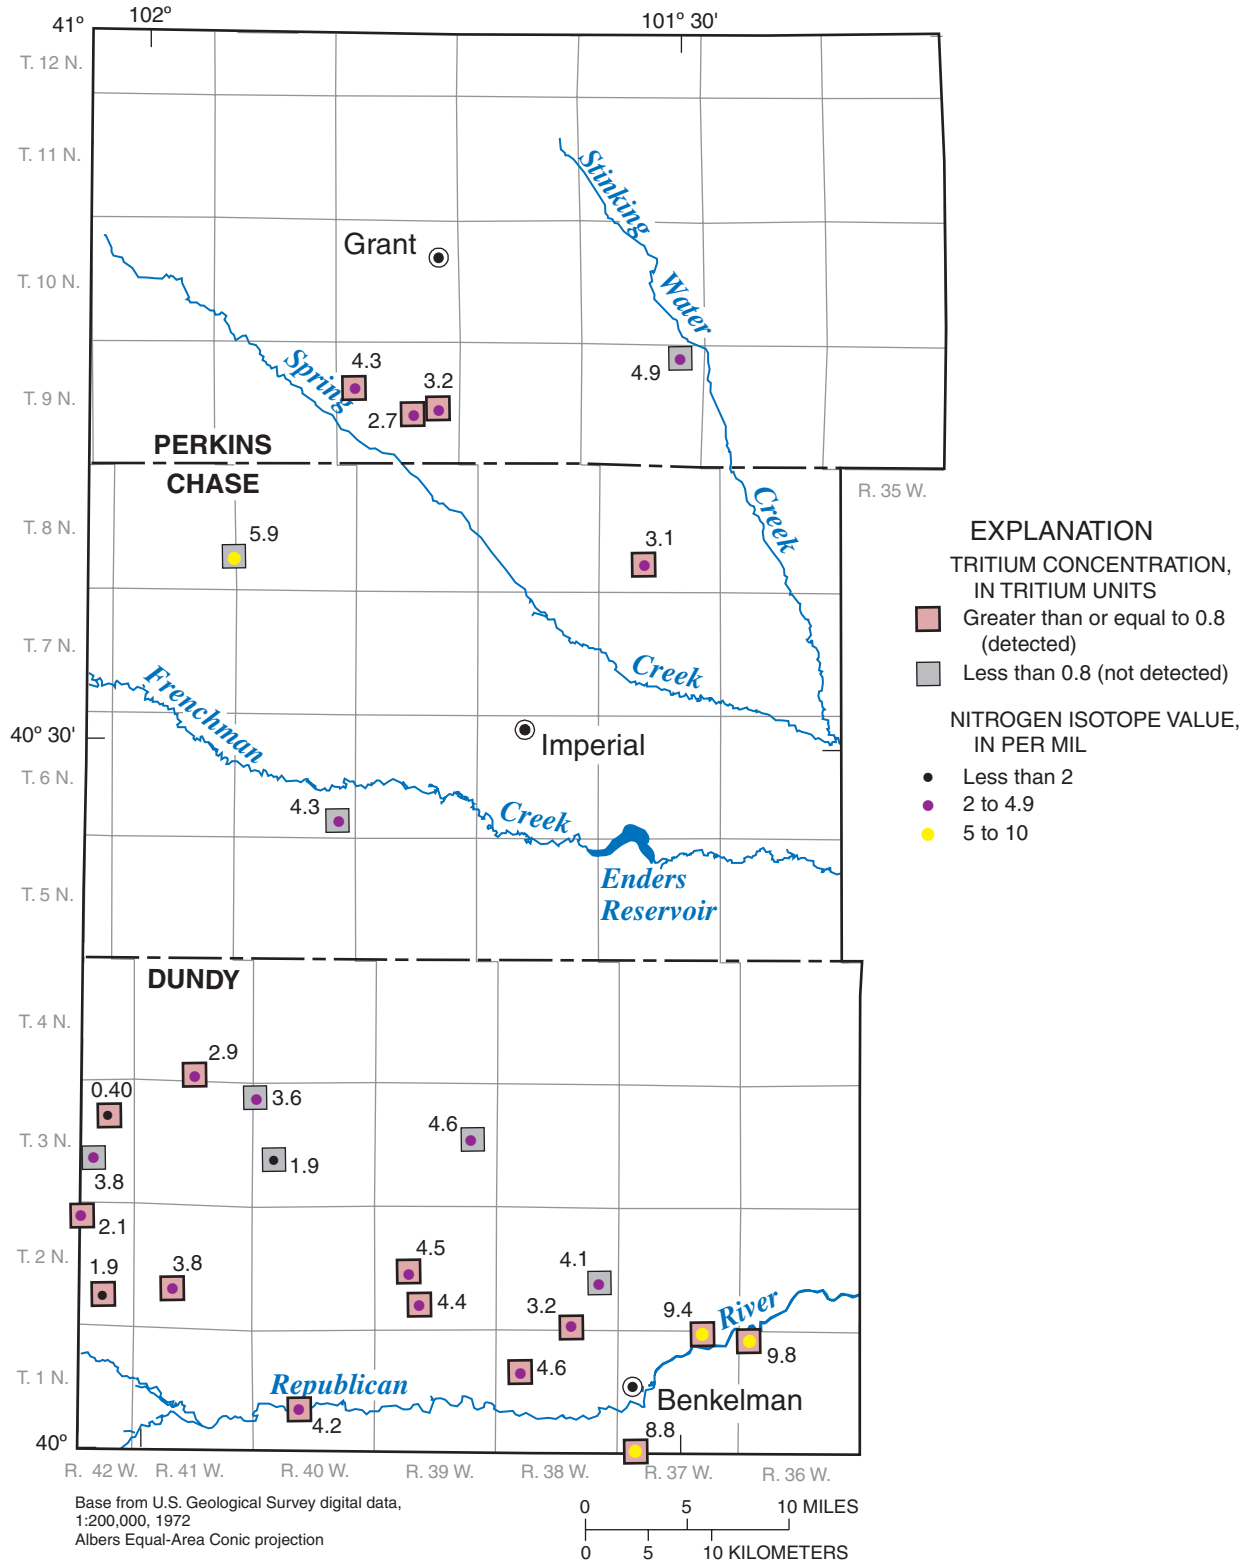 102°
101° 30'
41°
T. 12 N.
T. 11 N.
Stinking
Grant
T. 10 N.
Water
Spring
4.3
4.9
3.2
T. 9 N.
2.7
PERKINS
CHASE
R. 35 W.
Creek
T. 8 N.
5.9
3.1
T. 7 N.
Creek
Frenchman
40° 30'
Imperial
T. 6 N.
4.3
Creek
Enders
Reservoir
T. 5 N.
DUNDY
T. 4 N.
2.9
0.40
3.6
4.6
T. 3 N.
1.9
3.8
2.1
T. 2 N.
1.9
3.8
4.5
4.1
4.4
3.2
9.4
River
9.8
4.6
T. 1 N.
Republican
Benkelman
4.2
8.8
40°
R. 42 W.
R. 41 W.
R. 40 W.
R. 39 W.
R. 38 W.
R. 37 W.
R. 36 W.
EXPLANATION
TRITIUM CONCENTRATION,
IN TRITIUM UNITS
Greater than or equal to 0.8
(detected)
Less than 0.8 (not detected)
NITROGEN ISOTOPE VALUE,
IN PER MIL
Less than 2
2 to 4.9
5 to 10
Base from U.S. Geological Survey digital data,
1:200,000, 1972
Albers Equal-Area Conic projection
0 5 10 MILES
0 5 10 KILOMETERS